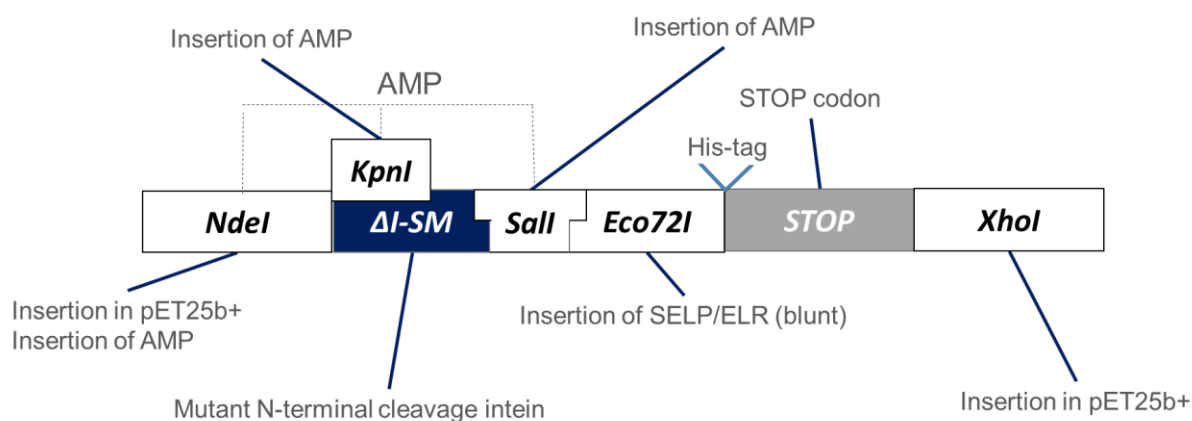 Insertion of AMP
Insertion of AMP
AMP
STOP codon
His-tag
KpnI
NdeI
ΔI-SM
SalI
Eco72I
STOP
XhoI
Insertion in pET25b+
Insertion of AMP
Insertion of SELP/ELR (blunt)
Mutant N-terminal cleavage intein
Insertion in pET25b+